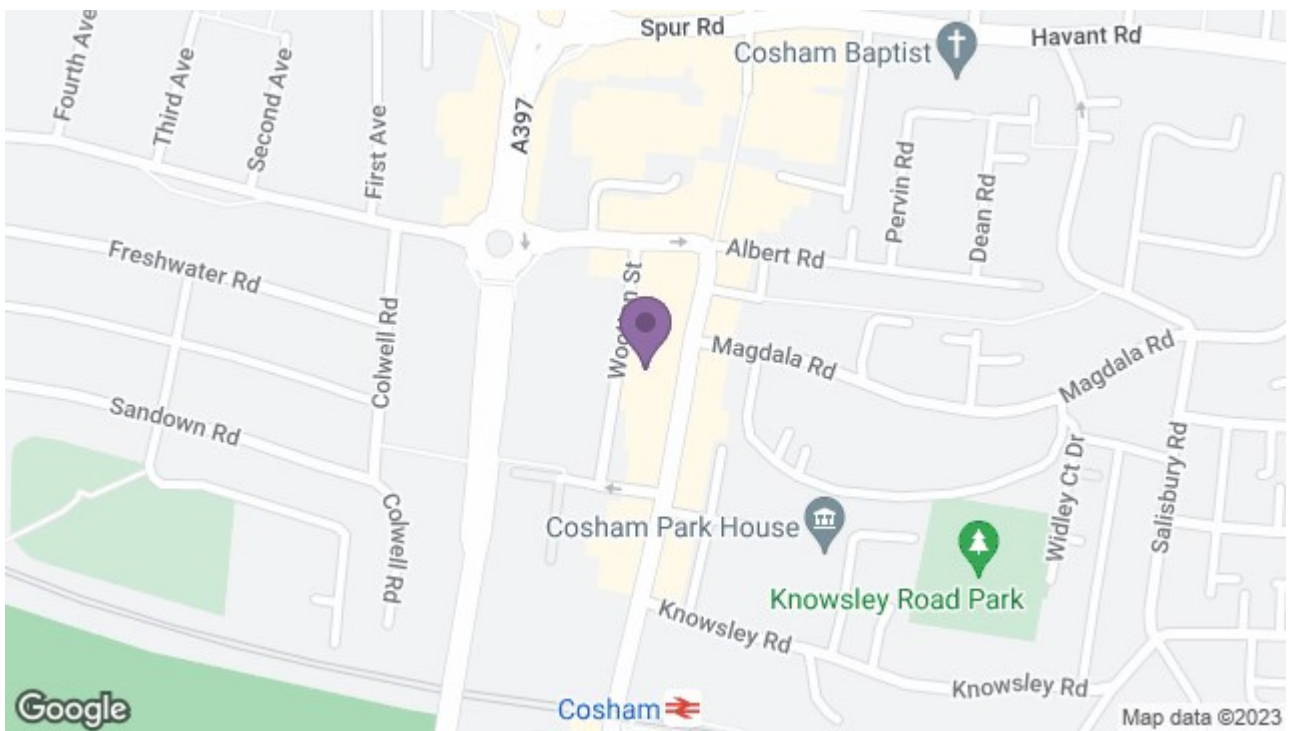 Spur Rd
Havant Rd
Cosham Baptist
Fourth Ave
Third Ave
Second Ave
First Ave
A397
Pervin Rd
Dean Rd
Albert Rd
Freshwater Rd
Colwell Rd
St
Magdala Rd
Magdala Rd
Sandown Rd
Salisbury Rd
Widley Ct Dr
Colwell Rd
Cosham Park House
Knowsley Road Park
Knowsley Rd
Knowsley Rd
Cosham
Google
Map data ©2023